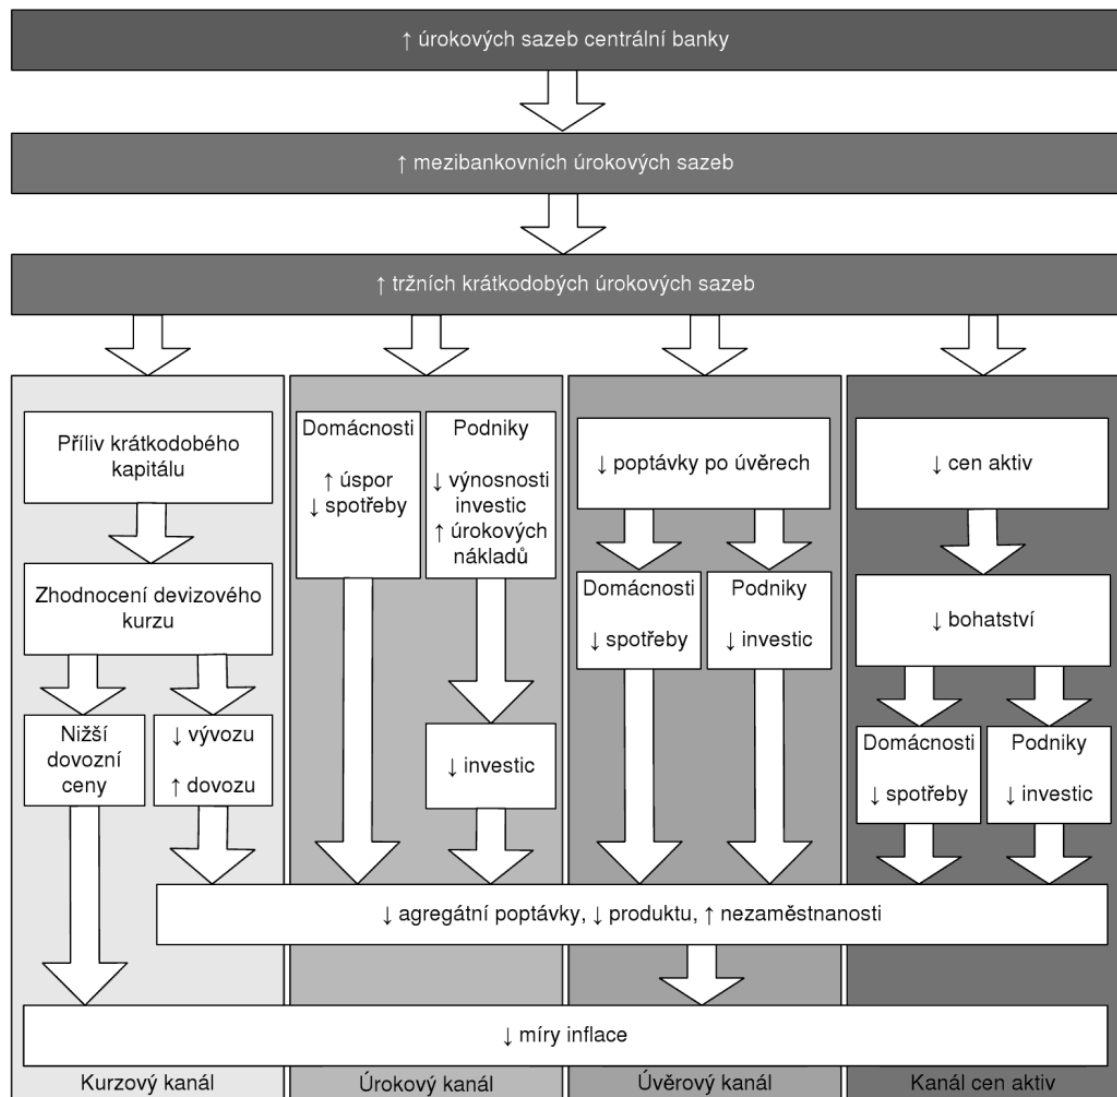 ↑ úrokových sazeb centrální banky
↑ mezibankovních úrokových sazeb
↑ tržních krátkodobých úrokových sazeb
Příliv krátkodobého
kapitálu
Zhodnocení devizového
kurzu
Nižší
dovozní
ceny
↓ vývozu
↑ dovozu
Domácnosti
↑ úspor
↓ spotřeby
Podniky
↓ výnosnosti
investic
↑ úrokových
nákladů
↓ investic
↓ poptávky po úvěrech
Domácnosti
↓ spotřeby
Podniky
↓ investic
↓ cen aktiv
↓ bohatství
Domácnosti
↓ spotřeby
Podniky
↓ investic
↓ agregátní poptávky, ↓ produktu, ↑ nezaměstnanosti
↓ míry inflace
Kurzový kanál
Úrokový kanál
Úvěrový kanál
Kanál cen aktiv